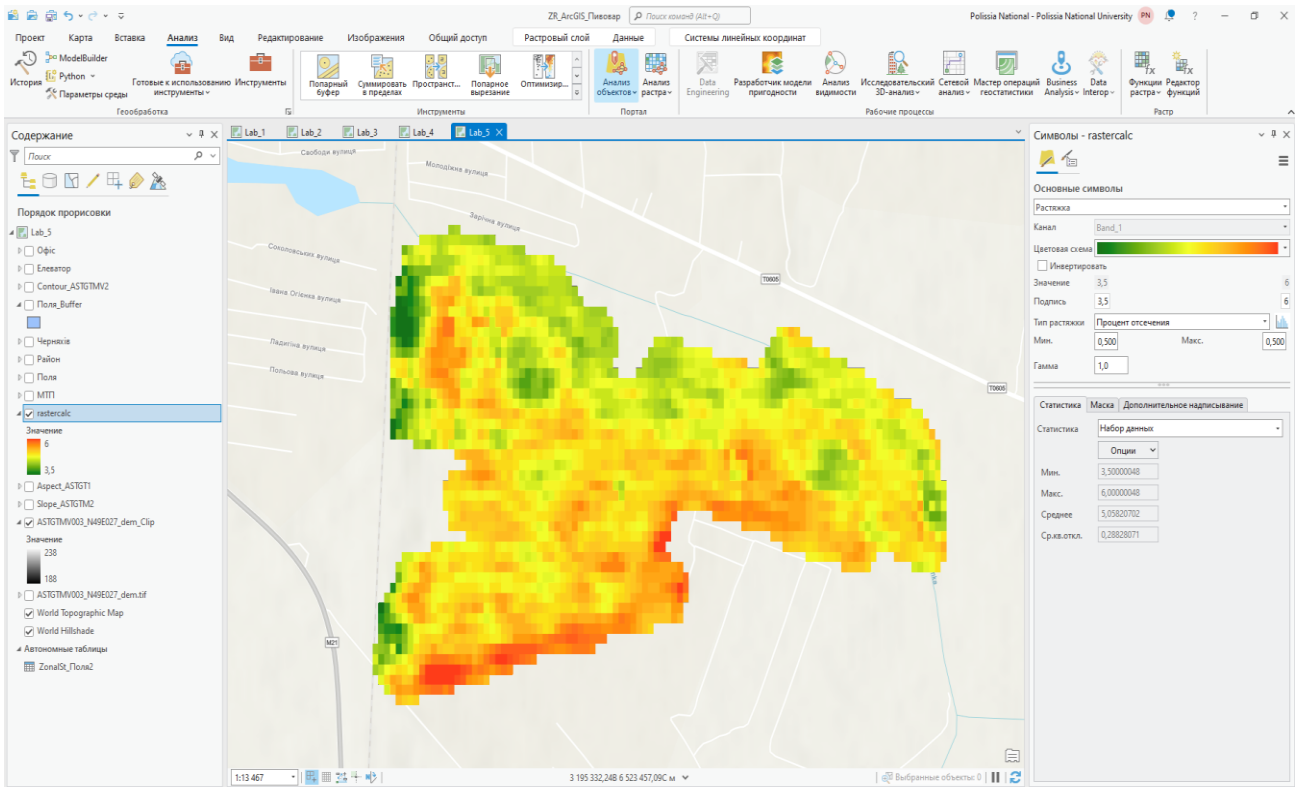 ZR_ArcGIS_Пивовар
Поиск команд (Alt+Q)
Polissia National - Polissia National University
PN
?
Проект Карта Вставка Анализ Вид Редактирование Изображения Общий доступ Растровый слой Данные Системы линейных координат
История
ModelBuilder
Python
Параметры среды
Готовые к использованию инструменты
Инструменты
Геообработка
Попарный буфер
Суммировать в пределах
Пространст...
Попарное вырезание
Оптимизир...
Инструменты
Анализ объектов
Анализ растра
Портал
Data Engineering
Разработчик модели пригодности
Анализ видимости
Исследовательский 3D-анализ
Сетевой анализ
Мастер операций геостатистики
Business Analysis
Data Interop
Рабочие процессы
Функции растра
Редактор функций
Растр
Содержание
Поиск
Порядок прорисовки
Lab_5
Офіс
Елеватор
Contour_ASTGTMV2
Поля_Buffer
Черняхів
Район
Поля
МТП
rastercalc
Значение
6
3,5
Aspect_ASTGT1
Slope_ASTGTM2
ASTGTMV003_N49E027_dem_Clip
Значение
238
188
ASTGTMV003_N49E027_dem.tif
World Topographic Map
World Hillshade
Автономные таблицы
ZonalSt_Поля2
Lab_1 Lab_2 Lab_3 Lab_4 Lab_5
Свободи вулиця
Молодіжна вулиця
Зарічна вулиця
Соколовських вулиця
Івана Огієнка вулиця
Падигіна вулиця
Польова вулиця
T0605
T0605
M21
1:13 467
3 195 332,24В 6 523 457,09С м
Выбранные объекты: 0
Символы - rastercalc
Основные символы
Растяжка
Канал Band_1
Цветовая схема
Инвертировать
Значение 3,5 6
Подпись 3,5 6
Тип растяжки Процент отсечения
Мин. 0,500 Макс. 0,500
Гамма 1,0
Статистика Маска Дополнительное надписывание
Статистика Набор данных
Опции
Мин. 3,50000048
Макс. 6,00000048
Среднее 5,05820702
Ср.кв.откл. 0,28828071